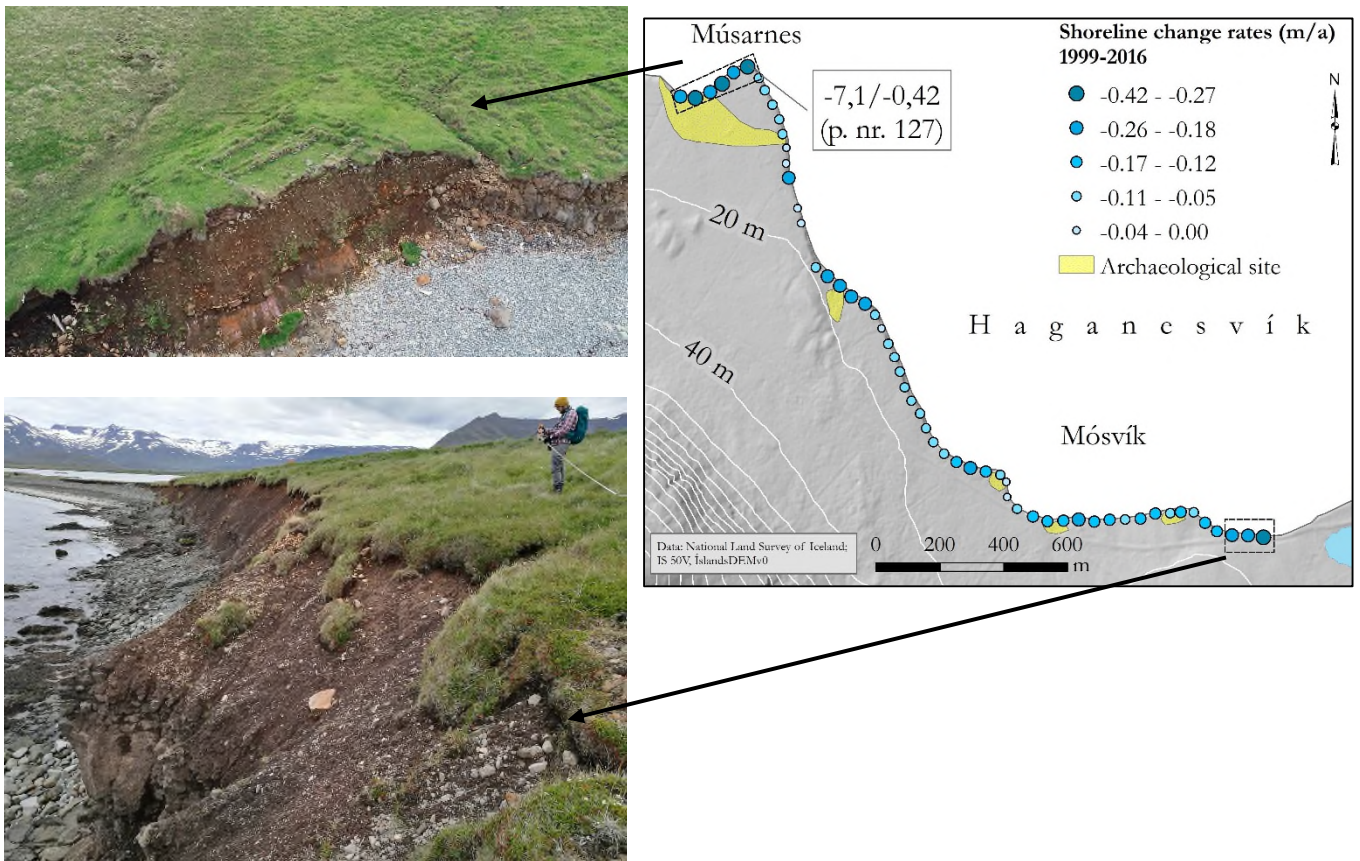 Músarnes
Shoreline change rates (m/a)
1999-2016
-0.42 - -0.27
-0.26 - -0.18
-0.17 - -0.12
-0.11 - -0.05
-0.04 - 0.00
Archaeological site
N
-7,1/-0,42
(p. nr. 127)
20 m
40 m
Haganesvík
Mósvík
Data: National Land Survey of Iceland;
IS 50V, ÍslandsDEMv0
0 200 400 600
m